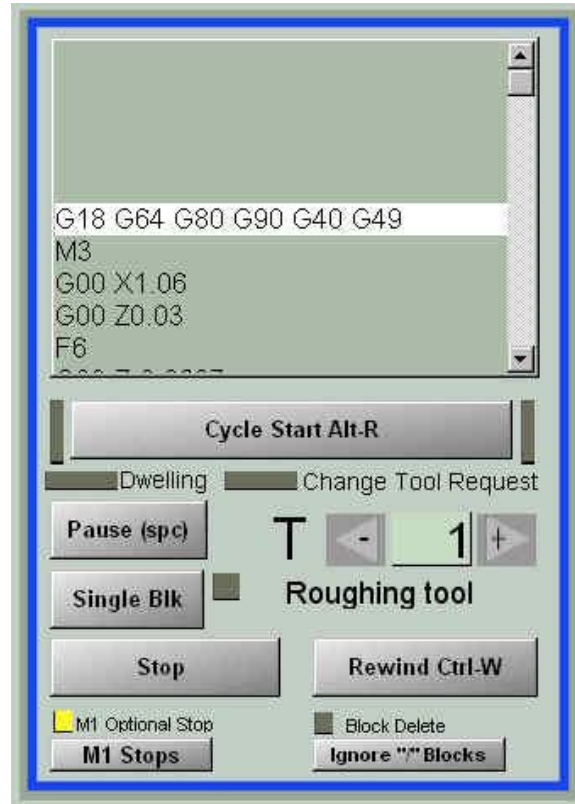 G18 G64 G80 G90 G40 G49
M3
G00 X1.06
G00 Z0.03
F6
Cycle Start Alt-R
Dwelling Change Tool Request
Pause (spc) T - 1 +
Single Blk Roughing tool
Stop Rewind Ctrl-W
M1 Optional Stop Block Delete
M1 Stops Ignore "/" Blocks